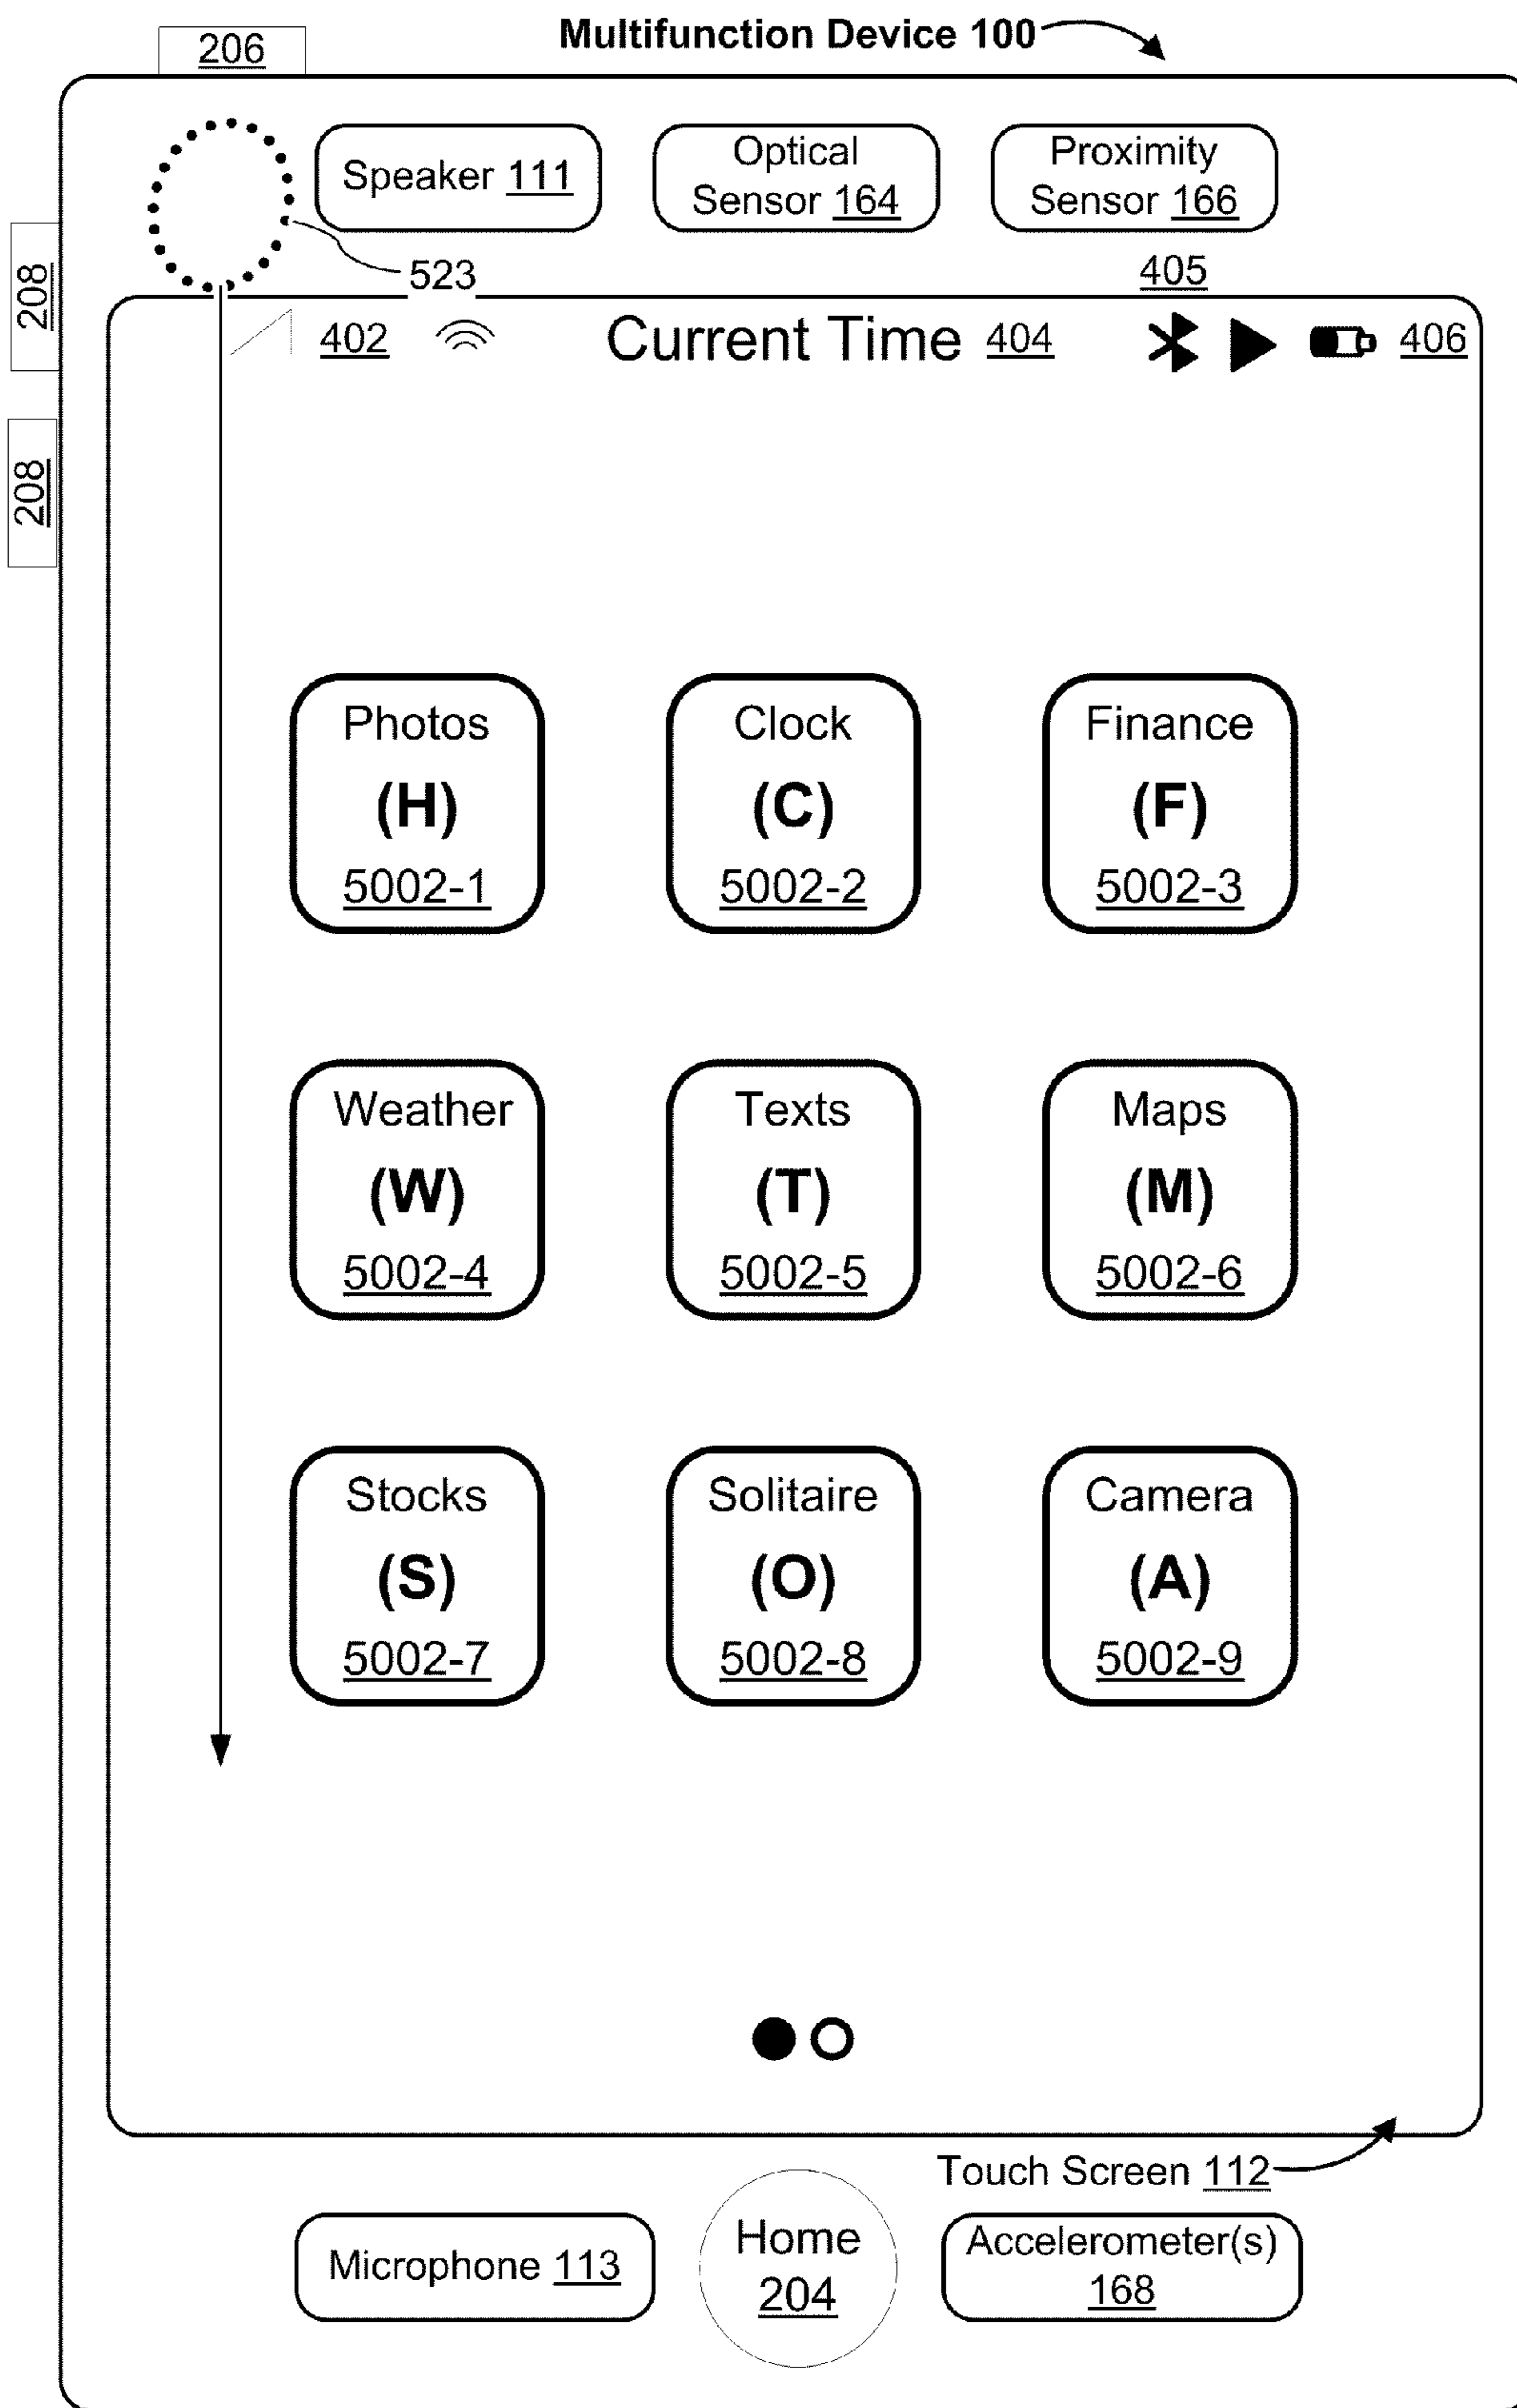 Multifunction Device 100
206
Speaker 111
Optical
Sensor 164
Proximity
Sensor 166
208
523
405
402
Current Time 404
406
208
Photos
(H)
5002-1
Clock
(C)
5002-2
Finance
(F)
5002-3
Weather
(W)
5002-4
Texts
(T)
5002-5
Maps
(M)
5002-6
Stocks
(S)
5002-7
Solitaire
(O)
5002-8
Camera
(A)
5002-9
Touch Screen 112
Microphone 113
Home
204
Accelerometer(s)
168